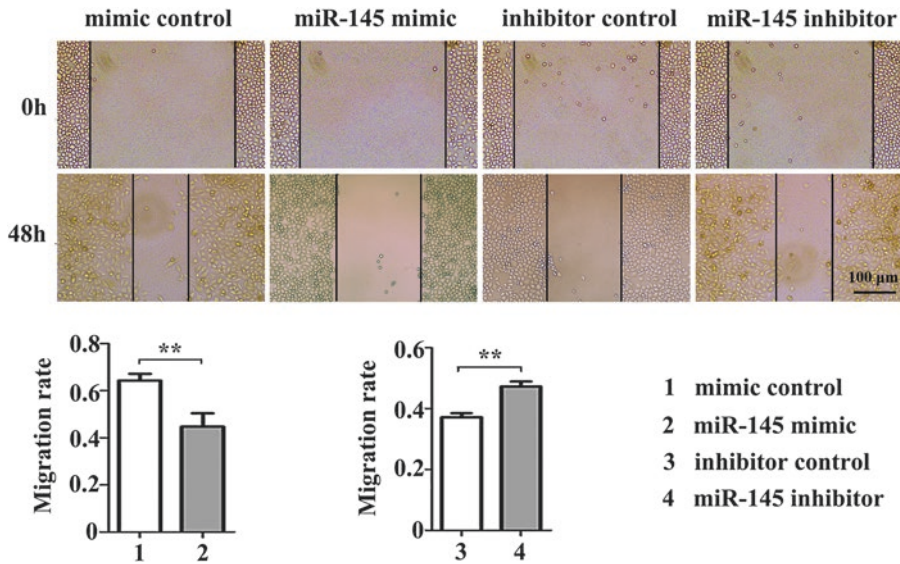 mimic control miR-145 mimic inhibitor control miR-145 inhibitor
0h
48h
100 µm
Migration rate
0.8
0.6
0.4
0.2
0
**
1 2
Migration rate
0.6
0.4
0.2
0
**
3 4
1 mimic control
2 miR-145 mimic
3 inhibitor control
4 miR-145 inhibitor